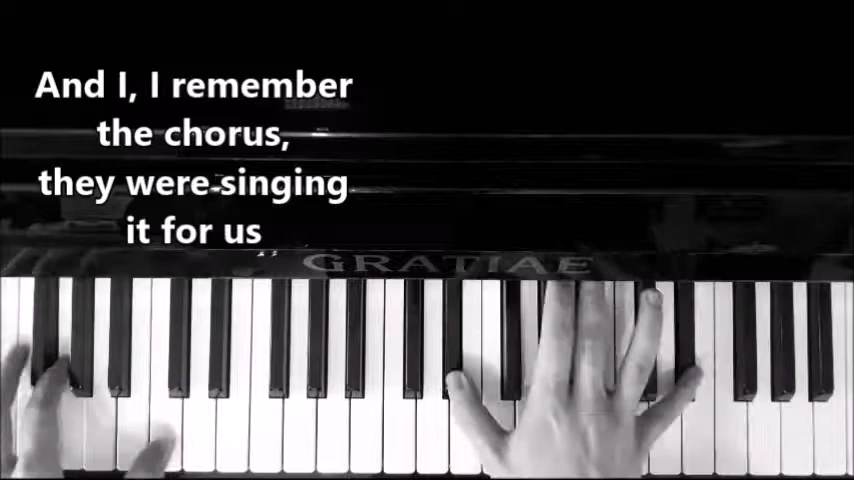 And I, I remember
the chorus,
they were singing
it for us
GRATIAE